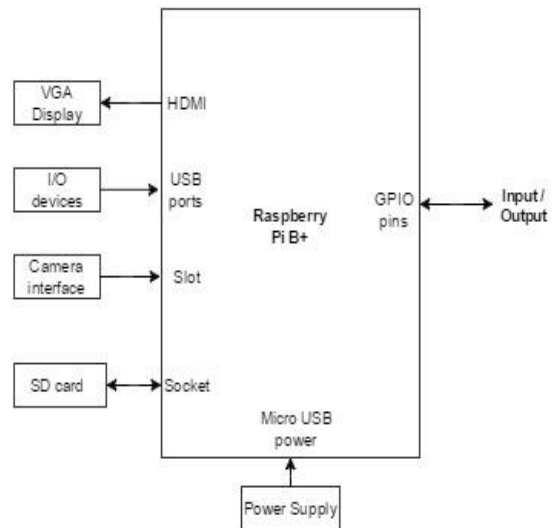 VGA
Display
HDMI
I/O
devices
USB
ports
Raspberry
Pi B+
GPIO
pins
Input /
Output
Camera
interface
Slot
SD card
Socket
Micro USB
power
Power Supply